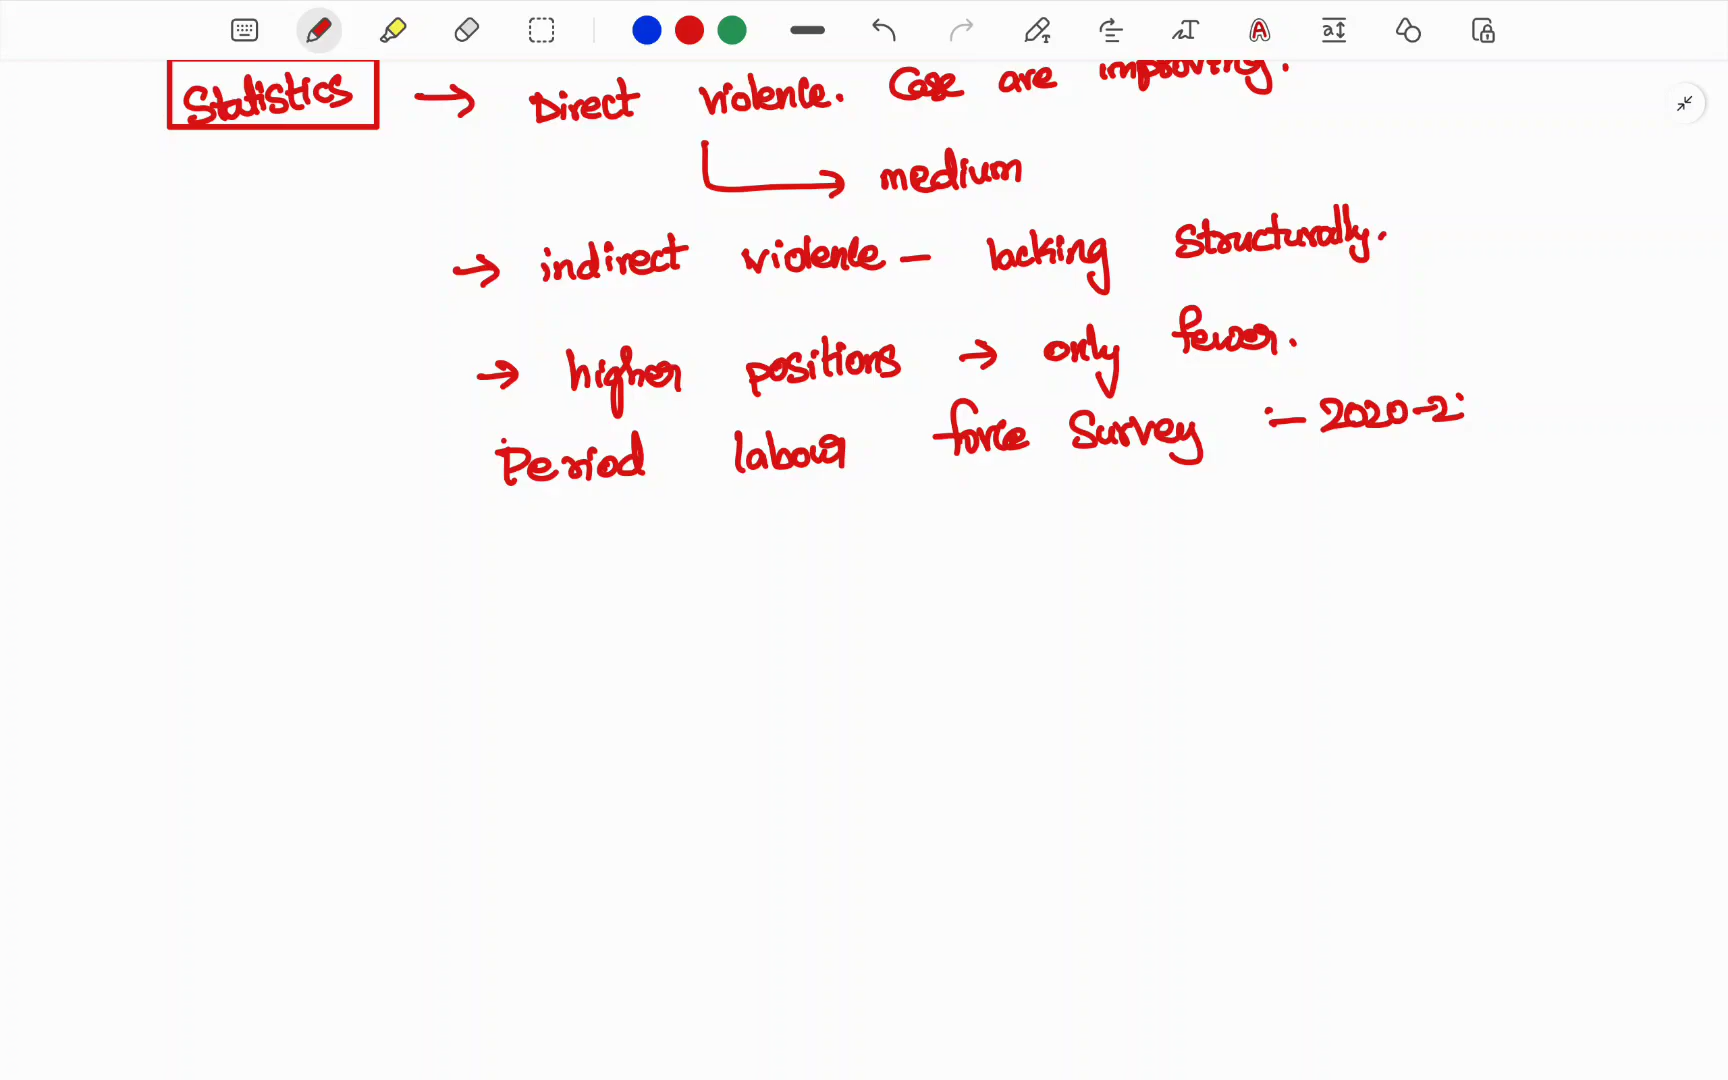 Statistics → Direct violence. Case are improving.
→ medium
→ indirect violence – lacking structurally.
→ higher positions → only fewer.
Period labour force Survey :- 2020-2